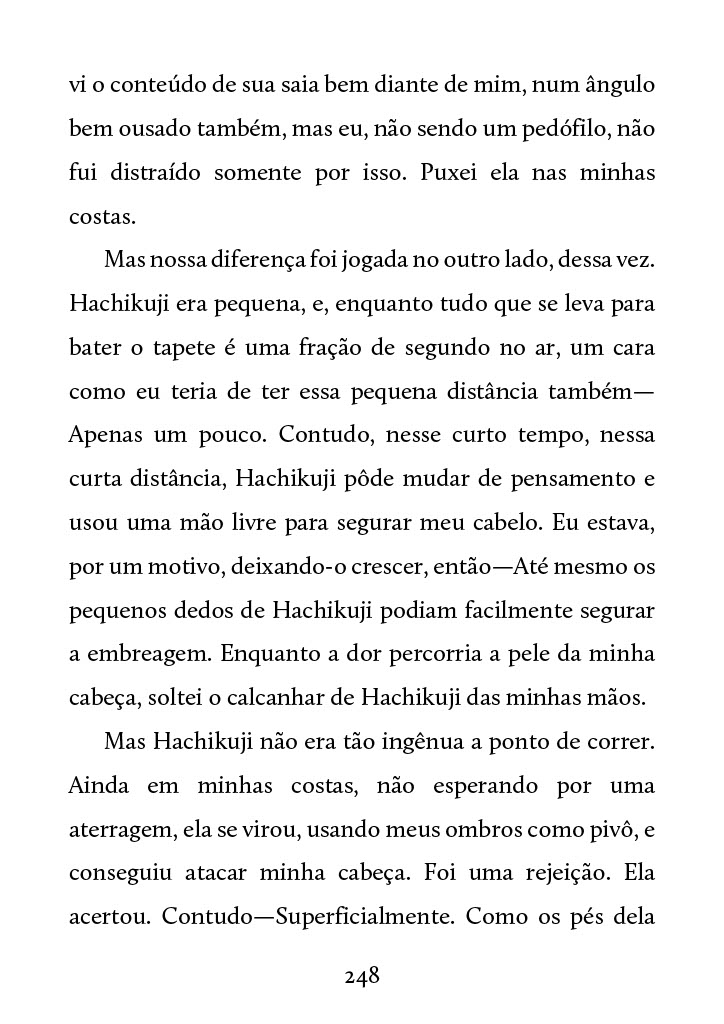 vi o conteúdo de sua saia bem diante de mim, num ângulo
bem ousado também, mas eu, não sendo um pedófilo, não
fui distraído somente por isso. Puxei ela nas minhas
costas.
Mas nossa diferença foi jogada no outro lado, dessa vez.
Hachikuji era pequena, e, enquanto tudo que se leva para
bater o tapete é uma fração de segundo no ar, um cara
como eu teria de ter essa pequena distância também—
Apenas um pouco. Contudo, nesse curto tempo, nessa
curta distância, Hachikuji pôde mudar de pensamento e
usou uma mão livre para segurar meu cabelo. Eu estava,
por um motivo, deixando-o crescer, então—Até mesmo os
pequenos dedos de Hachikuji podiam facilmente segurar
a embreagem. Enquanto a dor percorria a pele da minha
cabeça, soltei o calcanhar de Hachikuji das minhas mãos.
Mas Hachikuji não era tão ingênua a ponto de correr.
Ainda em minhas costas, não esperando por uma
aterragem, ela se virou, usando meus ombros como pivô, e
conseguiu atacar minha cabeça. Foi uma rejeição. Ela
acertou. Contudo—Superficialmente. Como os pés dela
248